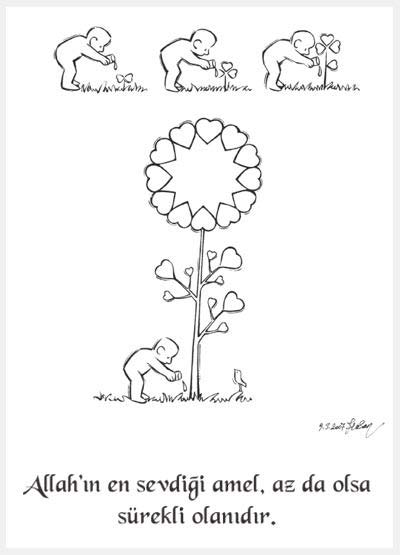 Allah'ın en sevdiği amel, az da olsa
sürekli olanıdır.